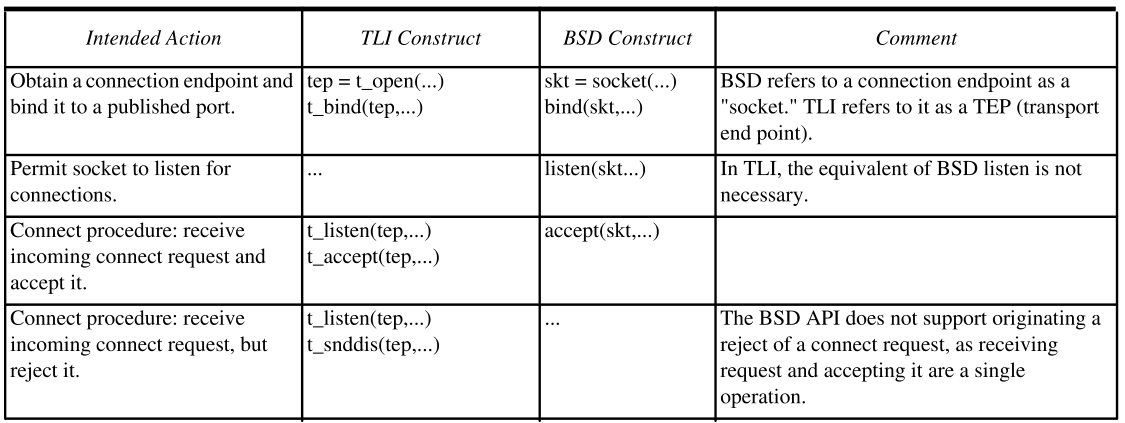 Intended Action TLI Construct BSD Construct Comment
Obtain a connection endpoint and
bind it to a published port.
tep = t_open(...)
t_bind(tep,...)
skt = socket(...)
bind(skt,...)
BSD refers to a connection endpoint as a
"socket." TLI refers to it as a TEP (transport
end point).
Permit socket to listen for
connections.
...
listen(skt...)
In TLI, the equivalent of BSD listen is not
necessary.
Connect procedure: receive
incoming connect request and
accept it.
t_listen(tep,...)
t_accept(tep,...)
accept(skt,...)
Connect procedure: receive
incoming connect request, but
reject it.
t_listen(tep,...)
t_snddis(tep,...)
...
The BSD API does not support originating a
reject of a connect request, as receiving
request and accepting it are a single
operation.